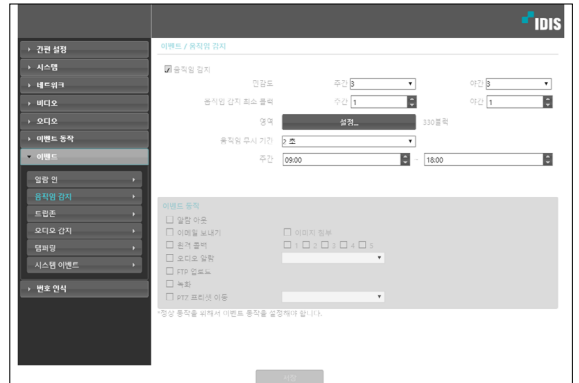 IDIS
간편 설정
시스템
네트워크
비디오
오디오
이벤트 동작
이벤트
알람 인
움직임 감지
트립존
오디오 감지
탬퍼링
시스템 이벤트
번호 인식
이벤트 / 움직임 감지
움직임 감지
민감도 주간 3 야간 3
움직임 감지 최소 블럭 주간 1 야간 1
영역 설정... 330블럭
움직임 무시 기간 2 초
주간 09:00 - 18:00
이벤트 동작
알람 아웃
이메일 보내기 이미지 첨부
원격 통보 1 2 3 4 5
오디오 알람
FTP 업로드
녹화
PTZ 프리셋 이동
*정상 동작을 위해서 이벤트 동작을 설정해야 합니다.
저장